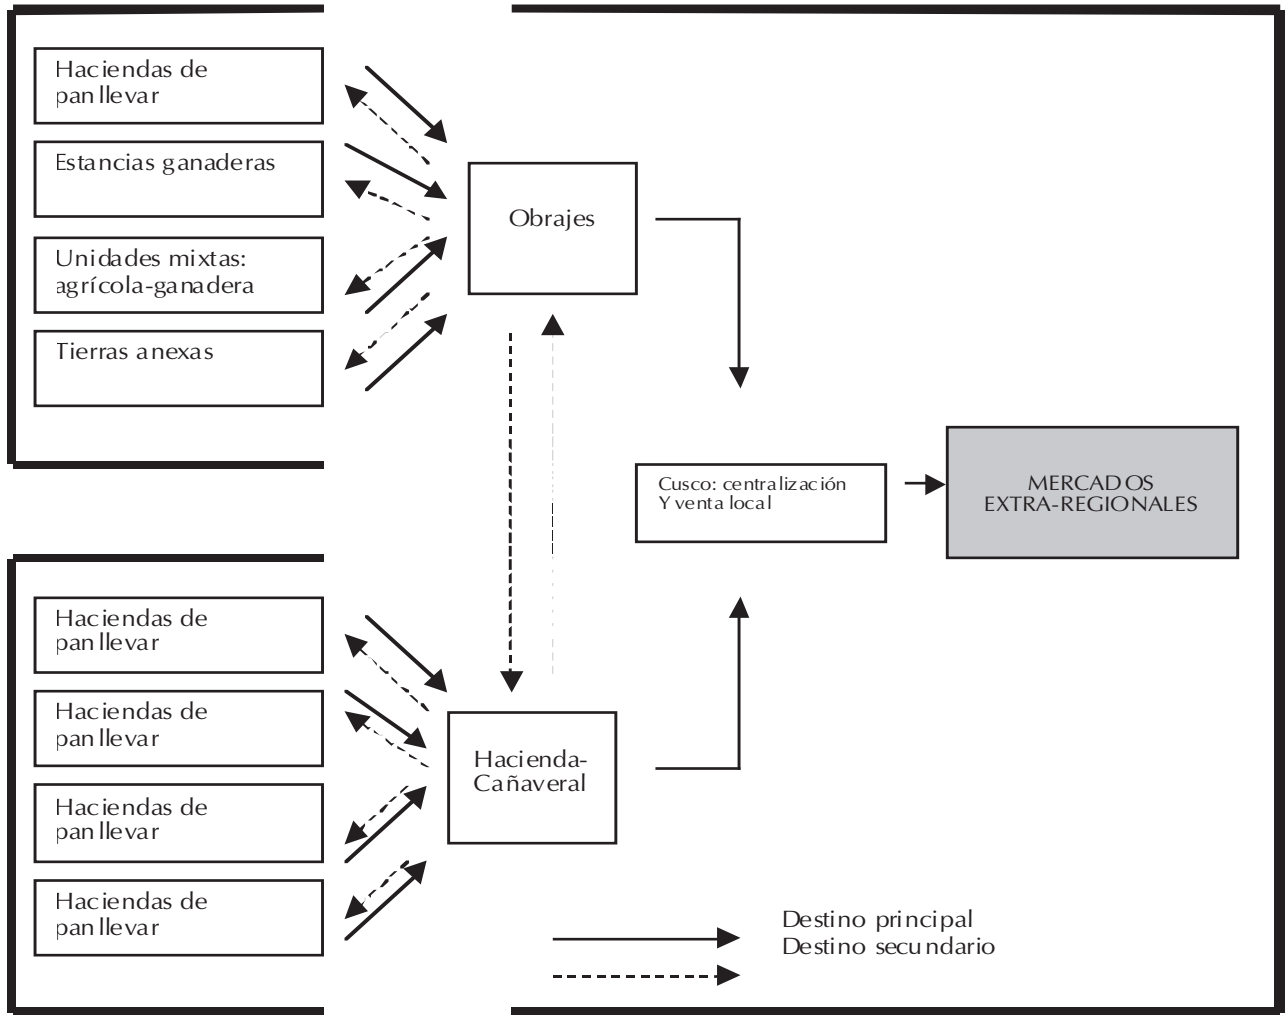 Haciendas de
pan llevar
Estancias ganaderas
Unidades mixtas:
agrícola-ganadera
Tierras anexas
Obrajes
Cusco: centralización
Y venta local
MERCADOS
EXTRA-REGIONALES
Haciendas de
pan llevar
Haciendas de
pan llevar
Haciendas de
pan llevar
Haciendas de
pan llevar
Hacienda-
Cañaveral
Destino principal
Destino secundario